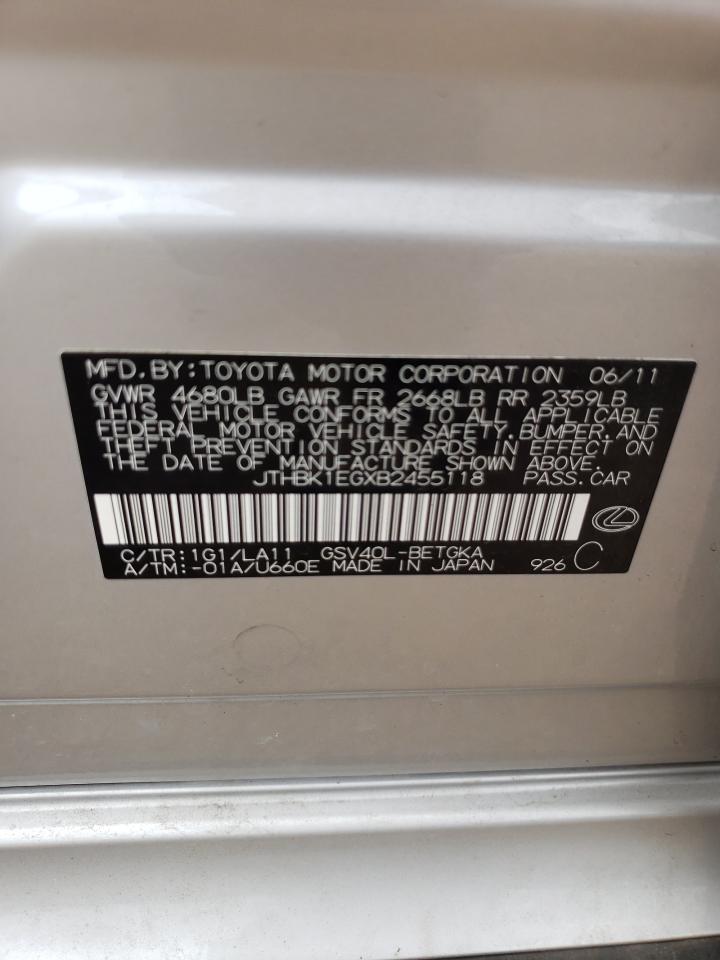 MFD. BY: TOYOTA MOTOR CORPORATION 06/11
GVWR 4680LB GAWR FR 2668LB RR 2359LB
THIS VEHICLE CONFORMS TO ALL APPLICABLE
FEDERAL MOTOR VEHICLE SAFETY, BUMPER, AND
THEFT PREVENTION STANDARDS IN EFFECT ON
THE DATE OF MANUFACTURE SHOWN ABOVE.
JTHBK1EGXB2455118 PASS. CAR
C/TR: 1G1/LA11 GSV40L-BETGKA
A/TM: -01A/U660E MADE IN JAPAN 926 C